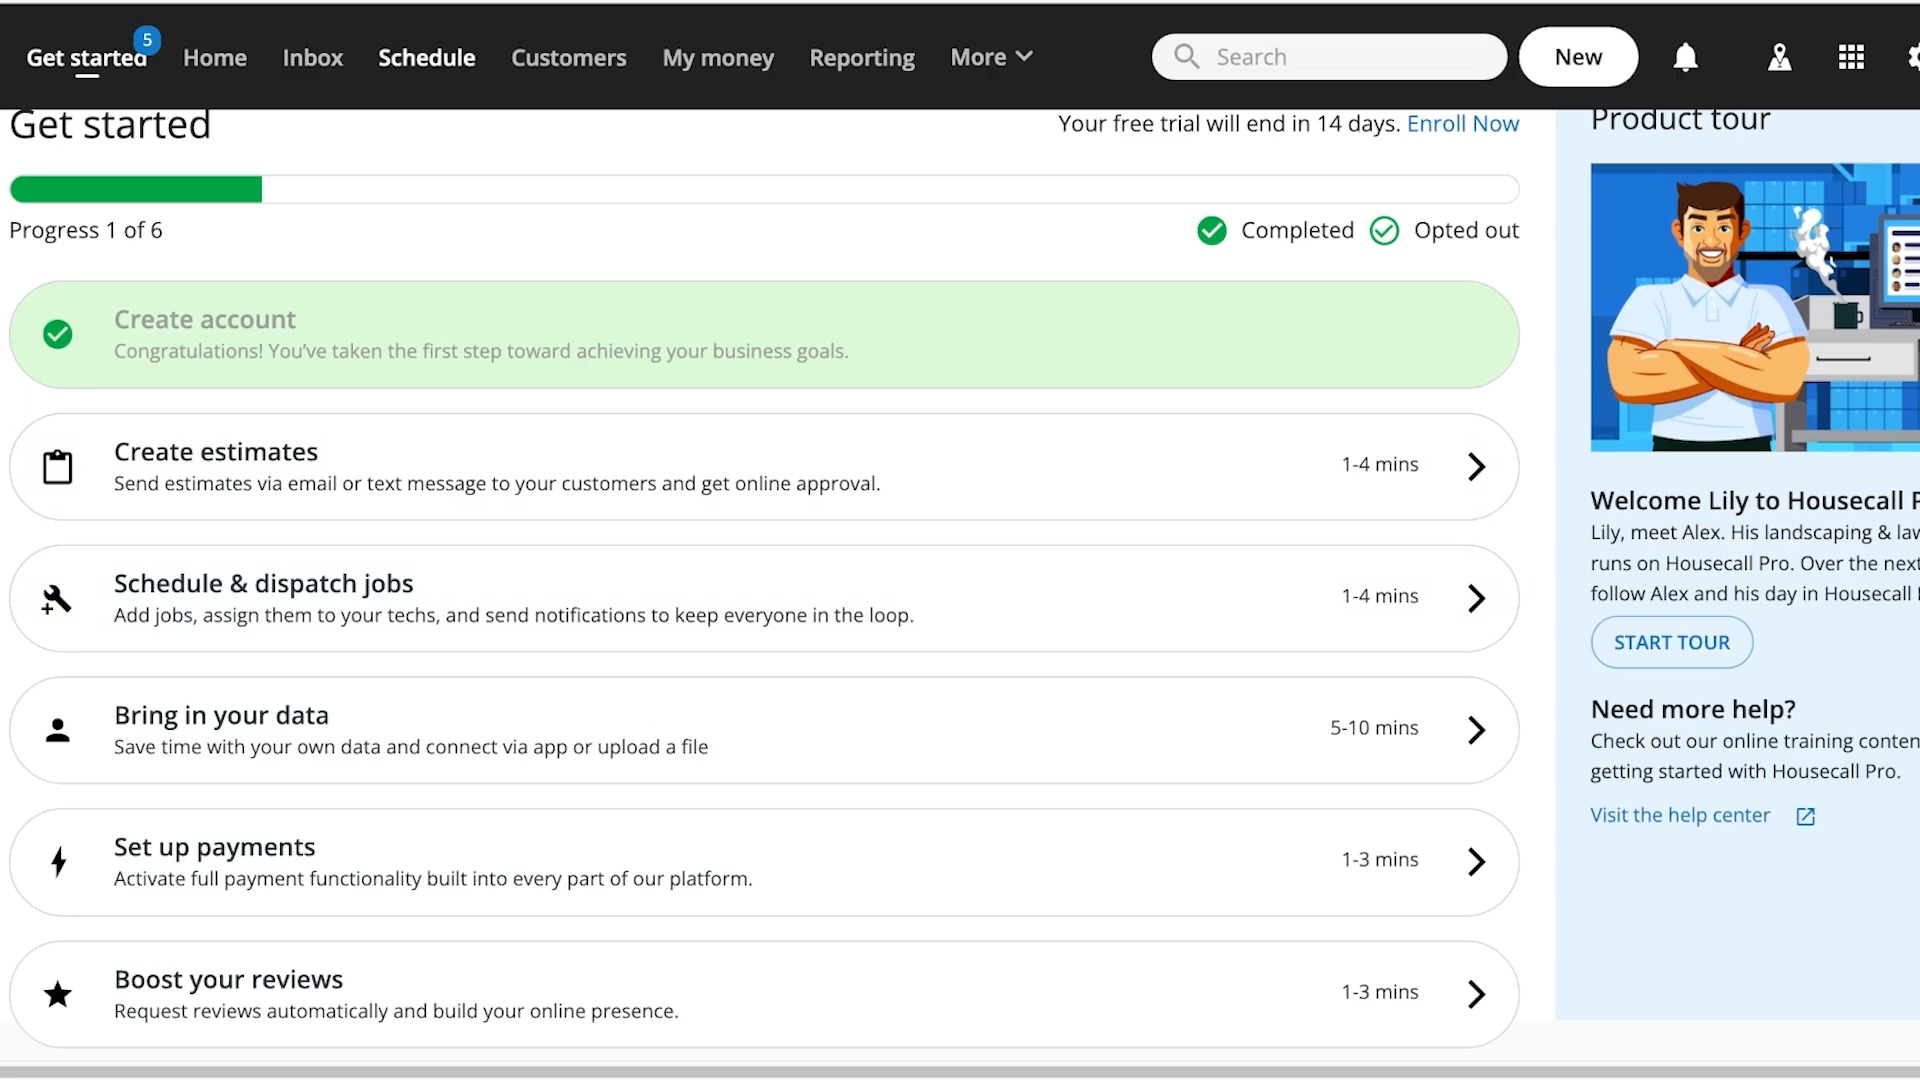 Get started 5 Home Inbox Schedule Customers My money Reporting More Search New
Get started
Your free trial will end in 14 days. Enroll Now
Progress 1 of 6
Completed Opted out
Create account
Congratulations! You’ve taken the first step toward achieving your business goals.
Create estimates
Send estimates via email or text message to your customers and get online approval.
1-4 mins
Schedule & dispatch jobs
Add jobs, assign them to your techs, and send notifications to keep everyone in the loop.
1-4 mins
Bring in your data
Save time with your own data and connect via app or upload a file
5-10 mins
Set up payments
Activate full payment functionality built into every part of our platform.
1-3 mins
Boost your reviews
Request reviews automatically and build your online presence.
1-3 mins
Product tour
Welcome Lily to Housecall
Lily, meet Alex. His landscaping &
runs on Housecall Pro. Over the next
follow Alex and his day in Housecall
START TOUR
Need more help?
Check out our online training
getting started with Housecall Pro.
Visit the help center